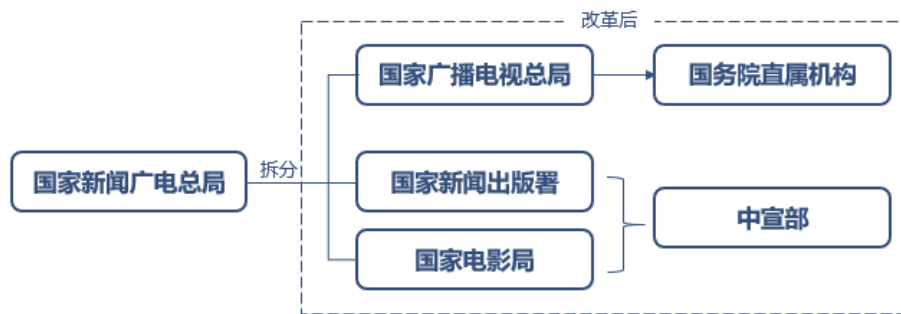 改革后
国家广播电视总局
国务院直属机构
国家新闻广电总局
拆分
国家新闻出版署
中宣部
国家电影局